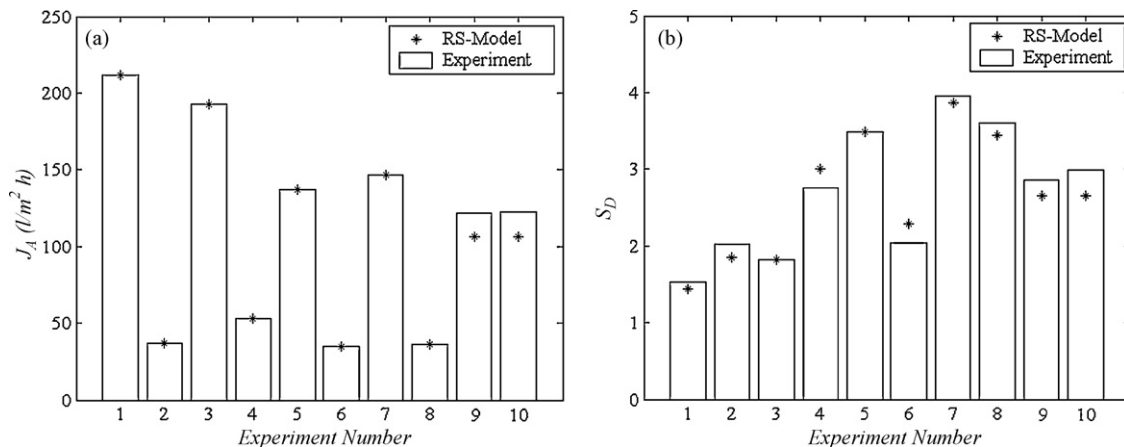 (a)
RS-Model
Experiment
250
200
150
100
50
0
J_A (l/m² h)
1 2 3 4 5 6 7 8 9 10
Experiment Number
(b)
RS-Model
Experiment
5
4
3
2
1
0
S_D
1 2 3 4 5 6 7 8 9 10
Experiment Number